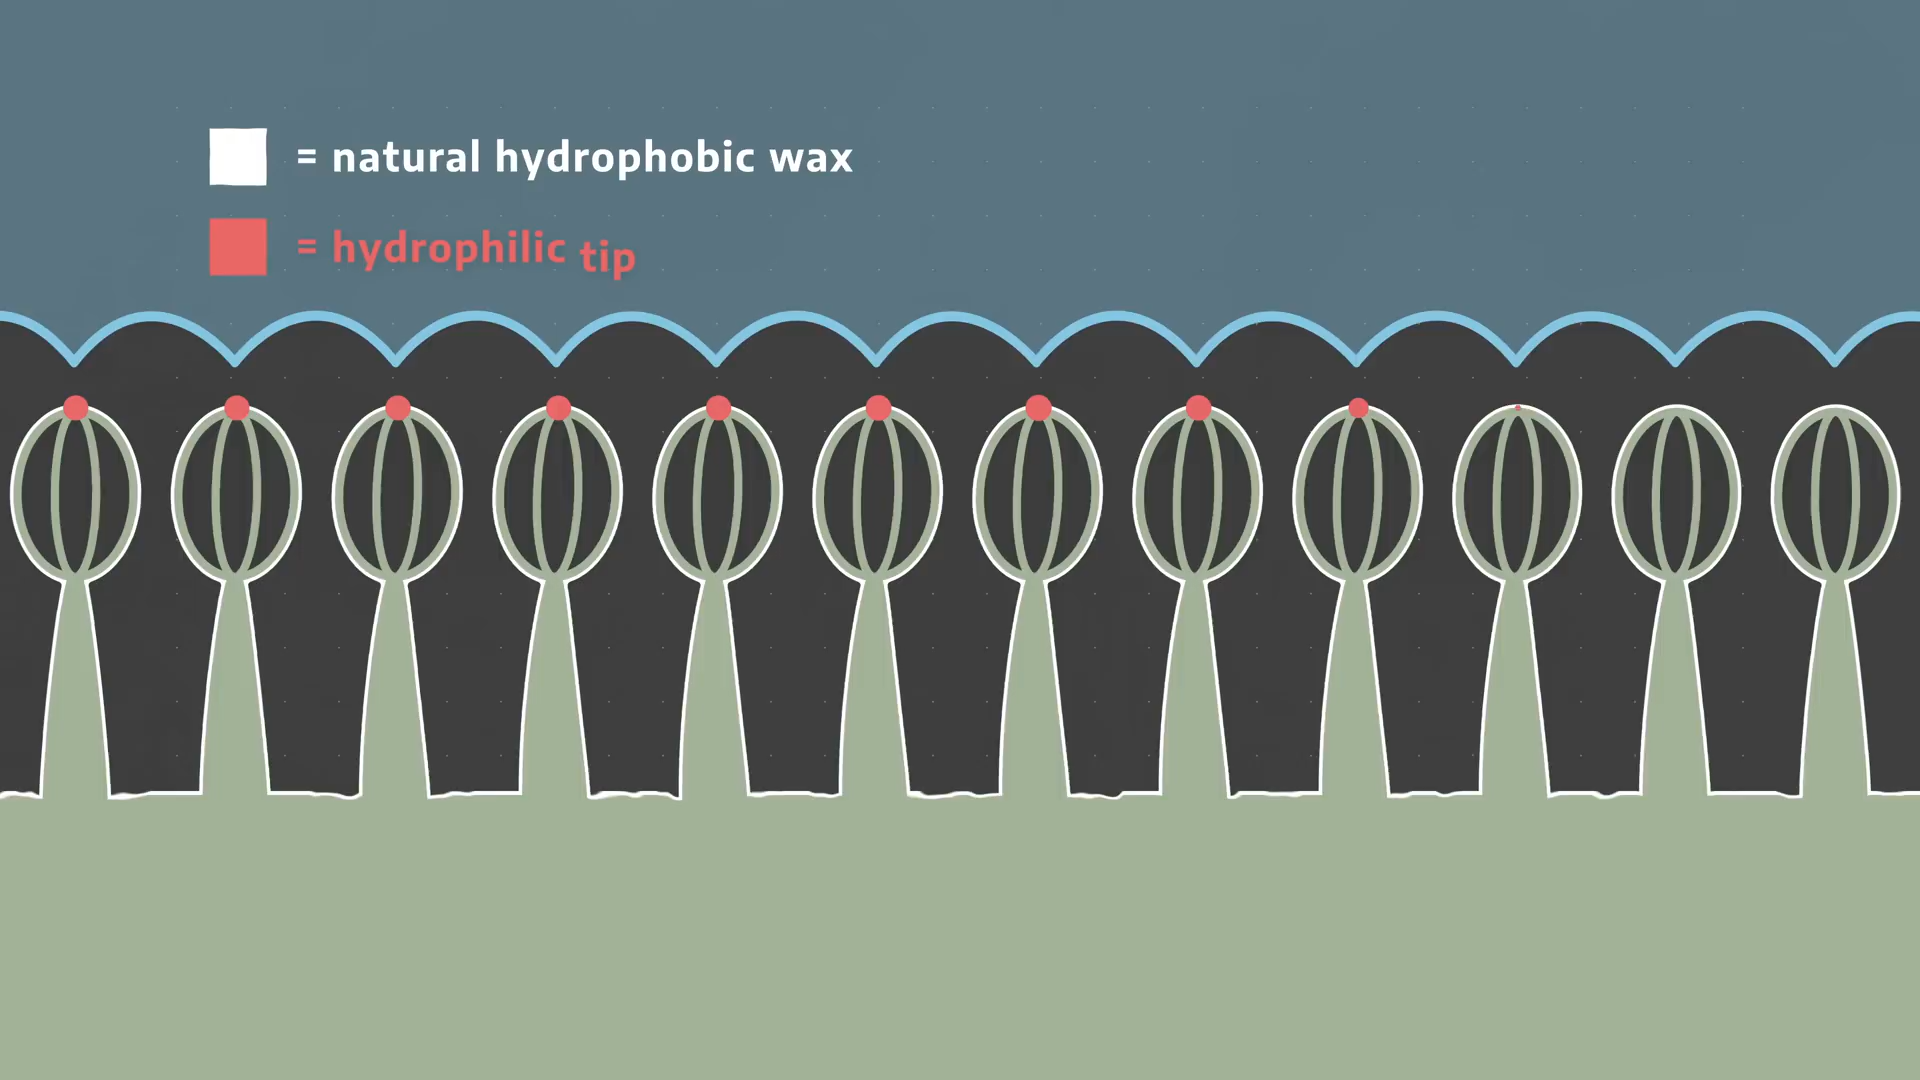 = natural hydrophobic wax
= hydrophilic tip